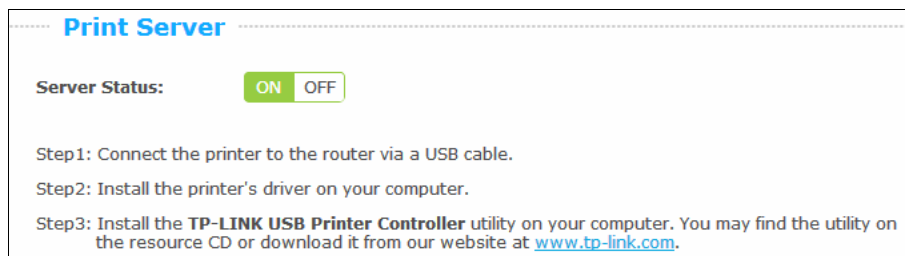 Print Server
Server Status: ON OFF
Step1: Connect the printer to the router via a USB cable.
Step2: Install the printer's driver on your computer.
Step3: Install the TP-LINK USB Printer Controller utility on your computer. You may find the utility on
the resource CD or download it from our website at www.tp-link.com.